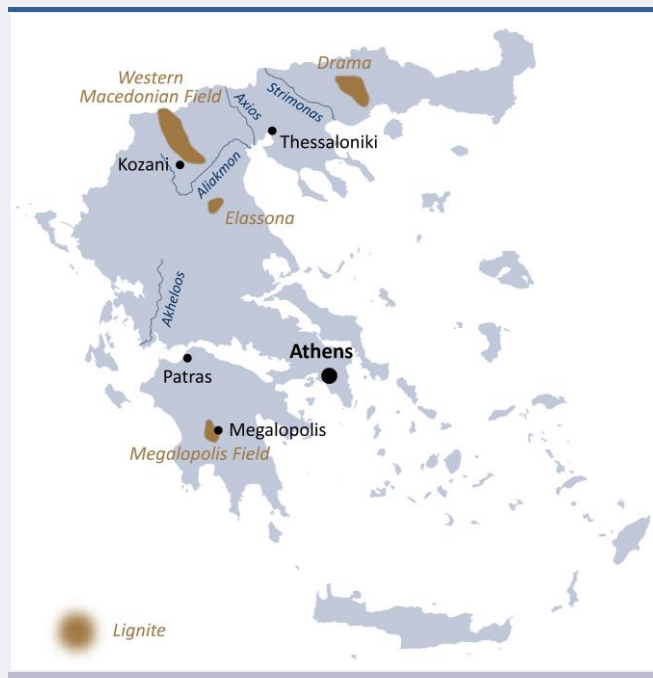 Drama
Western
Macedonian Field
Axios
Strimonas
Thessaloniki
Kozani
Aliakmon
Elassona
Akheloos
Athens
Patras
Megalopolis
Megalopolis Field
Lignite